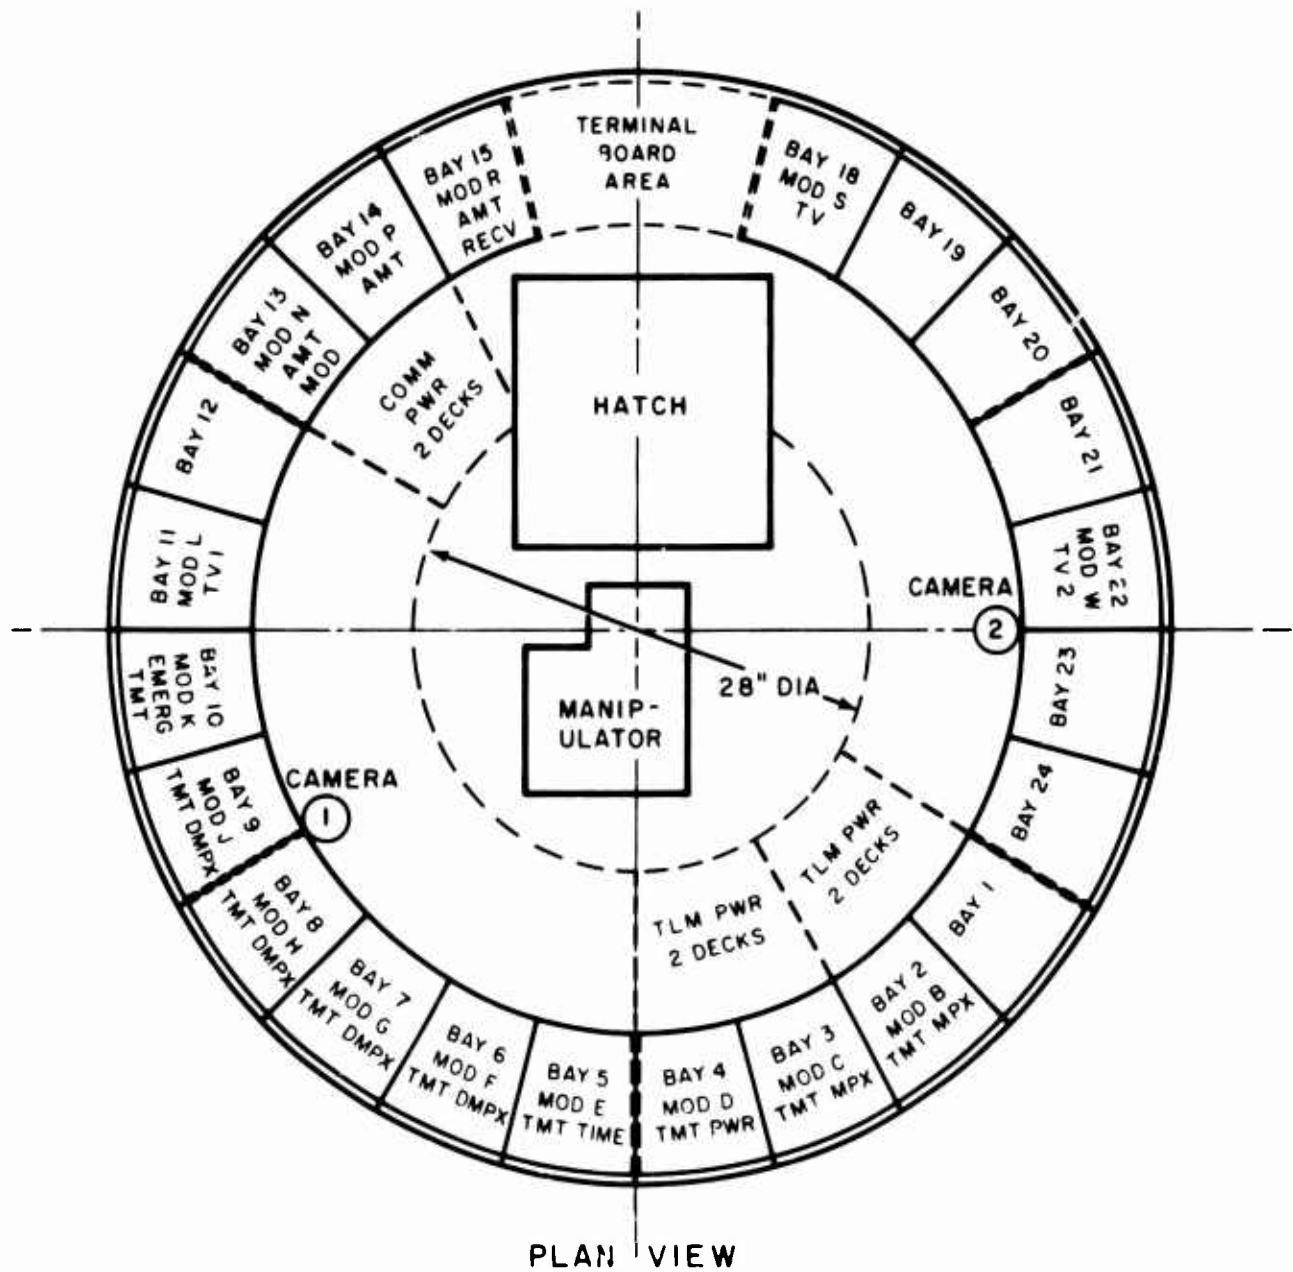 TERMINAL
BOARD
AREA
BAY 15
MOD R
AMT
RECV
BAY 18
MOD S
TV
BAY 14
MOD P
AMT
BAY 19
BAY 13
MOD N
AMT
MOD
BAY 20
COMM
PWR
2 DECKS
HATCH
BAY 12
BAY 21
BAY 11
MOD L
TV1
BAY 22
MOD W
TV 2
CAMERA
2
BAY 10
MOD K
EMERG
TMT
28" DIA
BAY 23
MANIP-
ULATOR
CAMERA
1
BAY 9
MOD J
TMT DMPX
BAY 24
TLM PWR
2 DECKS
TLM PWR
2 DECKS
BAY 8
MOD H
TMT DMPX
BAY 1
BAY 7
MOD G
TMT DMPX
BAY 2
MOD B
TMT MPX
BAY 6
MOD F
TMT DMPX
BAY 5
MOD E
TMT TIME
BAY 4
MOD D
TMT PWR
BAY 3
MOD C
TMT MPX
PLAN VIEW